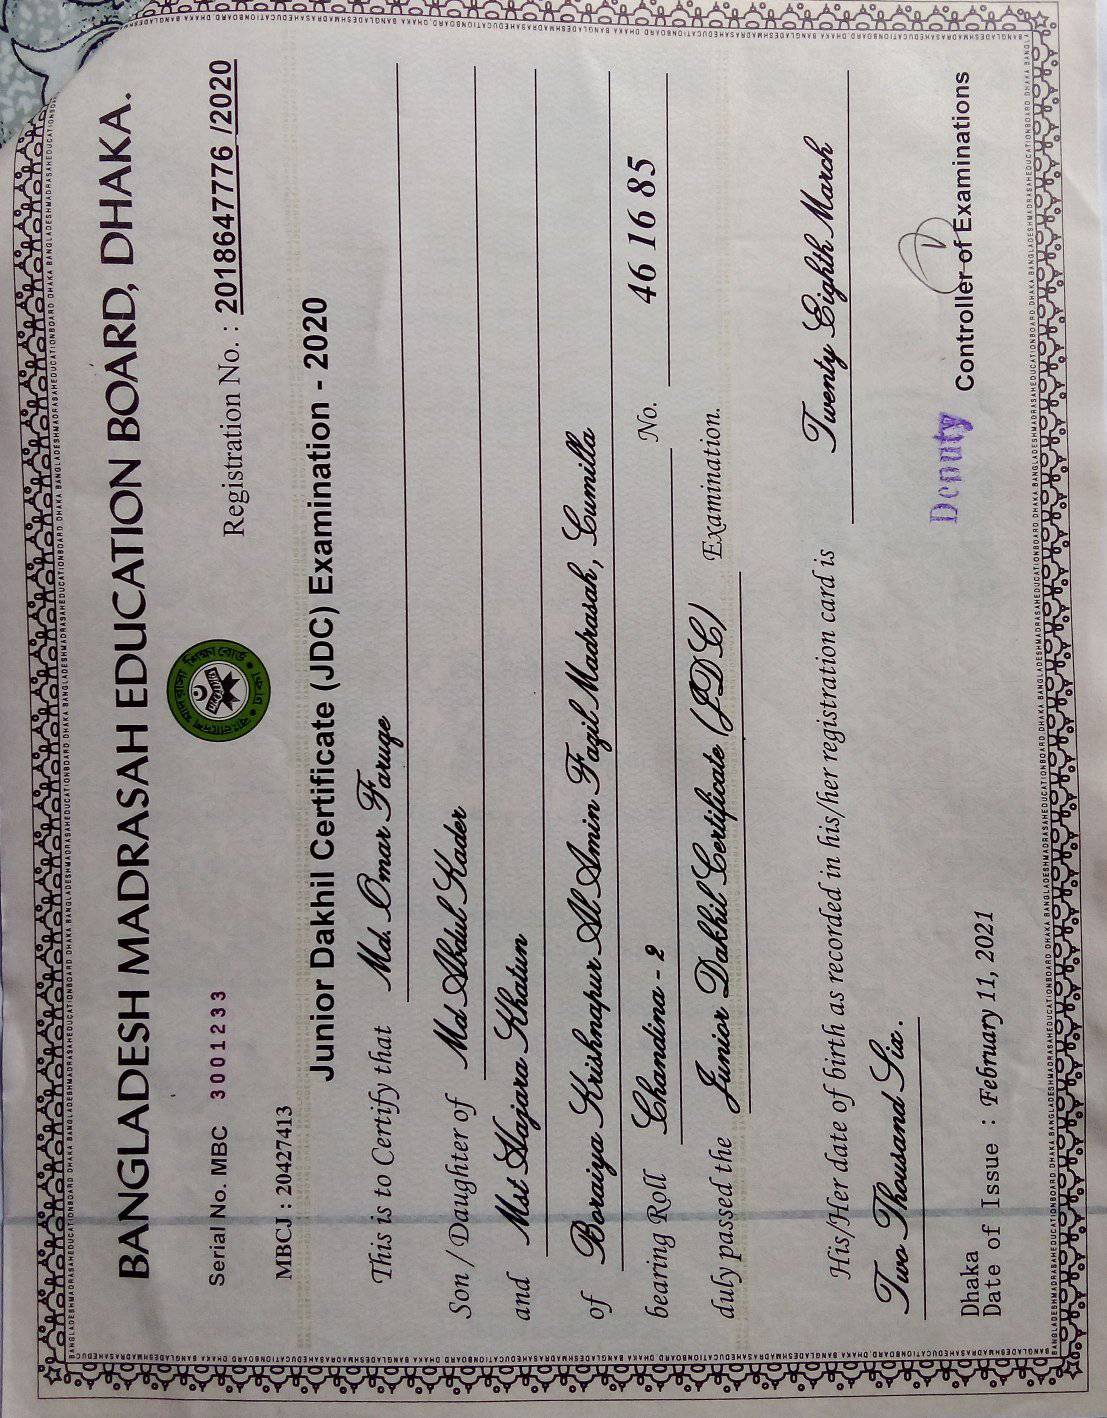 BANGLADESH MADRASAH EDUCATION BOARD, DHAKA.
Serial No. MBC 3001233
Registration No. : 2018647776 /2020
বাংলাদেশ মাদরাসা শিক্ষা বোর্ড
ঢাকা
MBCJ : 20427413
Junior Dakhil Certificate (JDC) Examination - 2020
This is to Certify that Md. Omar Faruqe
Son / Daughter of Md Abdul Kader
and Mst Hajara Khatun
of Boraiya Krishnapur Al Amin Fazil Madrasah, Cumilla
bearing Roll Chandina - 2 No. 46 16 85
duly passed the Junior Dakhil Certificate (JDC) Examination.
His/Her date of birth as recorded in his/her registration card is Twenty Eighth March
Two Thousand Six.
Deputy Controller of Examinations
Dhaka
Date of Issue : February 11, 2021